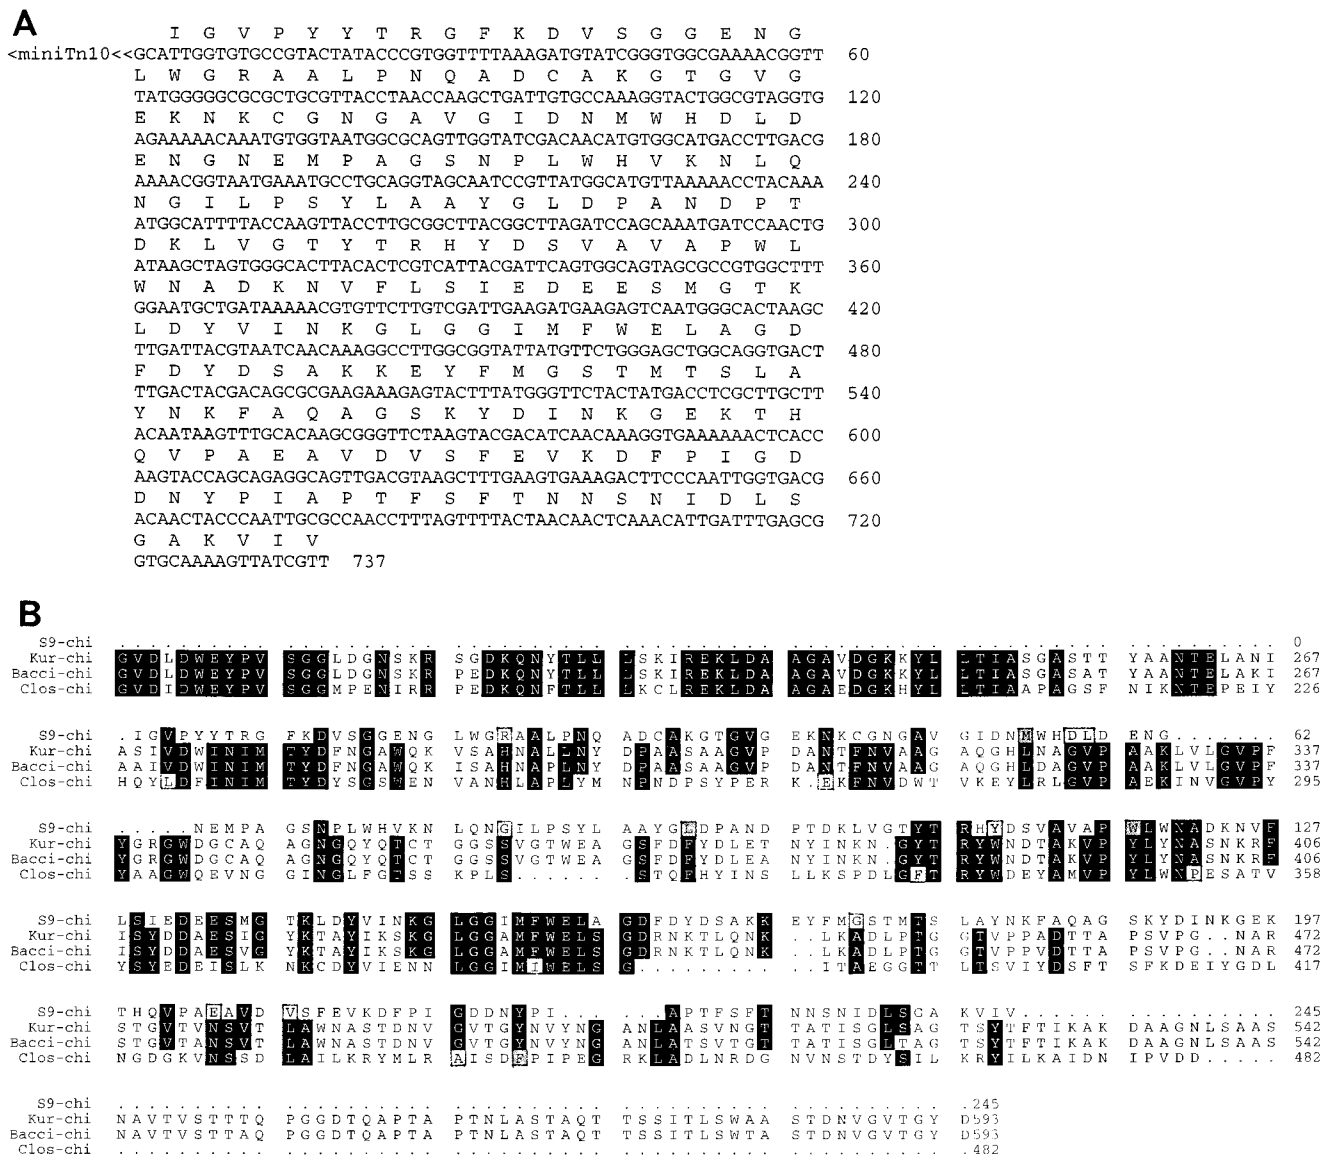 A
I G V P Y Y T R G F K D V S G G E N G
<miniTn10<<GCATTGGTGTGCCGTACTATACCCGTGGTTTTAAAGATGTATCGGGTGGCGAAAACGGTT 60
L W G R A A L P N Q A D C A K G T G V G
TATGGGGGCGCGCTGCGTTACCTAACCAAGCTGATTGTGCCAAAGGTACTGGCGTAGGTG 120
E K N K C G N G A V G I D N M W H D L D
AGAAAAACAAATGTGGTAATGGCGCAGTTGGTATCGACAACATGTGGCATGACCTTGACG 180
E N G N E M P A G S N P L W H V K N L Q
AAAACGGTAATGAAATGCCTGCAGGTAGCAATCCGTTATGGCATGTTAAAAACCTACAAA 240
N G I L P S Y L A A Y G L D P A N D P T
ATGGCATTTTACCAAGTTACCTTGCGGCTTACGGCTTAGATCCAGCAAATGATCCAACTG 300
D K L V G T Y T R H Y D S V A V A P W L
ATAAGCTAGTGGGCACTTACACTCGTCATTACGATTCAGTGGCAGTAGCGCCGTGGCTTT 360
W N A D K N V F L S I E D E E S M G T K
GGAATGCTGATAAAAACGTGTTCTTGTCGATTGAAGATGAAGAGTCAATGGGCACTAAGC 420
L D Y V I N K G L G G I M F W E L A G D
TTGATTACGTAATCAACAAAGGCCTTGGCGGTATTATGTTCTGGGAGCTGGCAGGTGACT 480
F D Y D S A K K E Y F M G S T M T S L A
TTGACTACGACAGCGCGAAGAAAGAGTACTTTATGGGTTCTACTATGACCTCGCTTGCTT 540
Y N K F A Q A G S K Y D I N K G E K T H
ACAATAAGTTTGCACAAGCGGGTTCTAAGTACGACATCAACAAAGGTGAAAAAACTCACC 600
Q V P A E A V D V S F E V K D F P I G D
AAGTACCAGCAGAGGCAGTTGACGTAAGCTTTGAAGTGAAAGACTTCCCAATTGGTGACG 660
D N Y P I A P T F S F T N N S N I D L S
ACAACTACCCAATTGCGCCAACCTTTAGTTTTACTAACAACTCAAACATTGATTTGAGCG 720
G A K V I V
GTGCAAAAGTTATCGTT 737
B
S9-chi .......... .......... .......... .......... .......... .......... .......... 0
Kur-chi GVDLDWEYPV SGGLDGNSKR SGDKQNYTLL LSKIREKLDA AGAVDGKKYL LTIASGASTT YAANTELANI 267
Bacci-chi GVDLDWEYPV SGGLDGNSKR PEDKQNYTLL LSKIREKLDA AGAVDGKKYL LTIASGASAT YAANTELAKI 267
Clos-chi GVDIDWEYPV SGGMPENIRR PEDKQNFTLL LKCLREKLDA AGAEDGKHYL LTIAAPAGSF NIKNTEPEIY 226
S9-chi .IGVPYYTRG FKDVSGGENG LWGRAALPNQ ADCAKGTGVG EKNKCGNGAV GIDNMWHDLD ENG....... 62
Kur-chi ASIVDWINIM TYDFNGAWQK VSAHNALLNY DPAASAAGVP DANTFNVAAG AQGHLNAGVP AAKLVLGVPF 337
Bacci-chi AAIVDWINIM TYDFNGAWQK ISAHNAPLNY DPAASAAGVP DANTFNVAAG AQGHLDAGVP AAKLVLGVPF 337
Clos-chi HQYLDFINIM TYDYSGSWEN VANHLAPLYM NPNDPSYPER K.EKFNVDWT VKEYLRLGVP AEKINVGVPY 295
S9-chi .....NEMPA GSNPLWHVKN LQNGILPSYL AAYGLDPAND PTDKLVGTYT RHYDSVAVAP WLWNADKNVF 127
Kur-chi YGRGWDGCAQ AGNGQYQTCT GGSSVGTWEA GSFDFYDLET NYINKN.GYT RYWNDTAKVP YLYNASNKRF 406
Bacci-chi YGRGWDGCAQ AGNGQYQTCT GGSSVGTWEA GSFDFYDLEA NYINKN.GYT RYWNDTAKVP YLYNASNKRF 406
Clos-chi YAAGWQEVNG GINGLFGTSS KPLS...... ..STQFHYIN SLLKSPDLGFT RYWDEYAMVP YLWNPESATV 358
S9-chi LSIEDEESMG TKLDYVINKG LGGIMFWELA GDFDYDSAKK EYFMGSTMTS LAYNKFAQAG SKYDINKGEK 197
Kur-chi ISYDDAESIG YKTAYIKSKG LGGAMFWELS GDRNKTLQNK ..LKADLPTG GTVPPADTTA PSVPG..NAR 472
Bacci-chi ISYDDAESVG YKTAYIKSKG LGGAMFWELS GDRNKTLQNK ..LKADLPTG GTVPPVDTTA PSVPG..NAR 472
Clos-chi YSYEDEISLK NKCDYVIENN LGGIMIWELS G......... ..ITAEGGTT LTSVIYDSFT SFKDEIYGDL 417
S9-chi THQVPAEAVD VSFEVKDFPI GDDNYPI... ...APTFSFT NNSNIDLSGA KVIV...... .......... 245
Kur-chi STGVTVNSVT LAWNASTDNV GVTGYNVYNG ANLAASVNGT TATISGLSAG TSYTFTIKAK DAAGNLSAAS 542
Bacci-chi STGVTANSVT LAWNASTDNV GVTGYNVYNG ANLATSVTGT TATISGLTAG TSYTFTIKAK DAAGNLSAAS 542
Clos-chi NGDGKVNSSD LAILKRYMLR AISDFPIPEG RKLADLNRDG NVNSTDYSIL KRYILKAIDN IPVDD..... 482
S9-chi .......... .......... .......... .......... .......... .245
Kur-chi NAVTVSTTTQ PGGDTQAPTA PTNLASTAQT TSSITLSWAA STDNVGVTGY D593
Bacci-chi NAVTVSTTAQ PGGDTQAPTA PTNLASTAQT TSSITLSWTA STDNVGVTGY D593
Clos-chi .......... .......... .......... .......... .......... .482